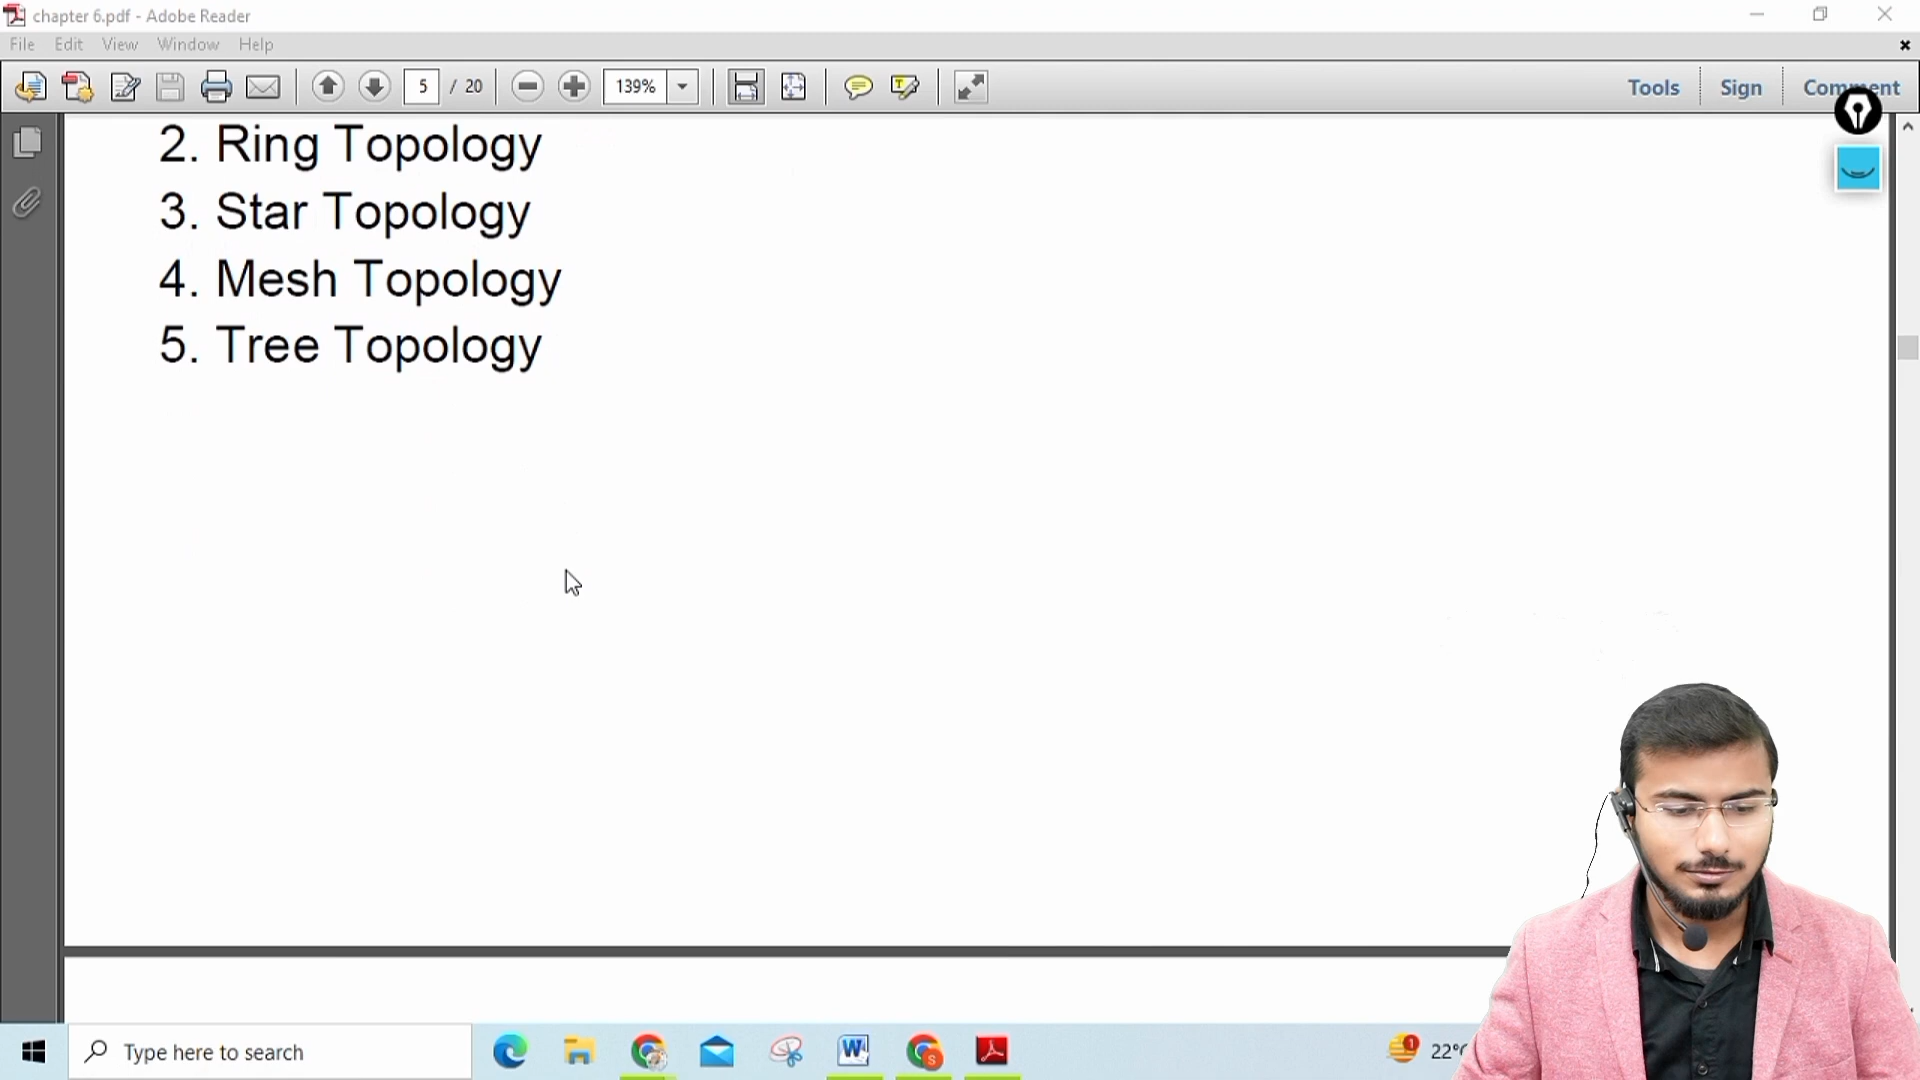 chapter 6.pdf - Adobe Reader
File Edit View Window Help
5 / 20 139% Tools Sign Comment
2. Ring Topology
3. Star Topology
4. Mesh Topology
5. Tree Topology
Type here to search
22°